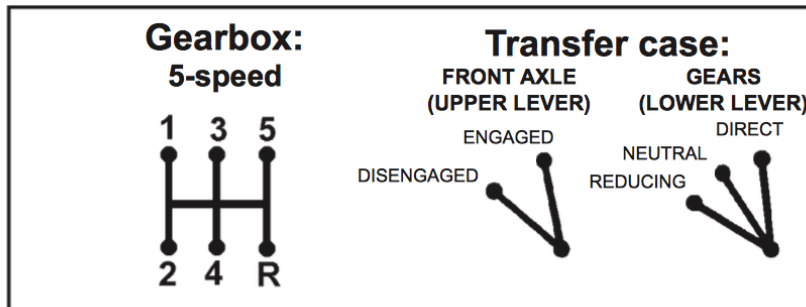 Gearbox:
5-speed
1 3 5
2 4 R
Transfer case:
FRONT AXLE
(UPPER LEVER)
ENGAGED
DISENGAGED
GEARS
(LOWER LEVER)
DIRECT
NEUTRAL
REDUCING